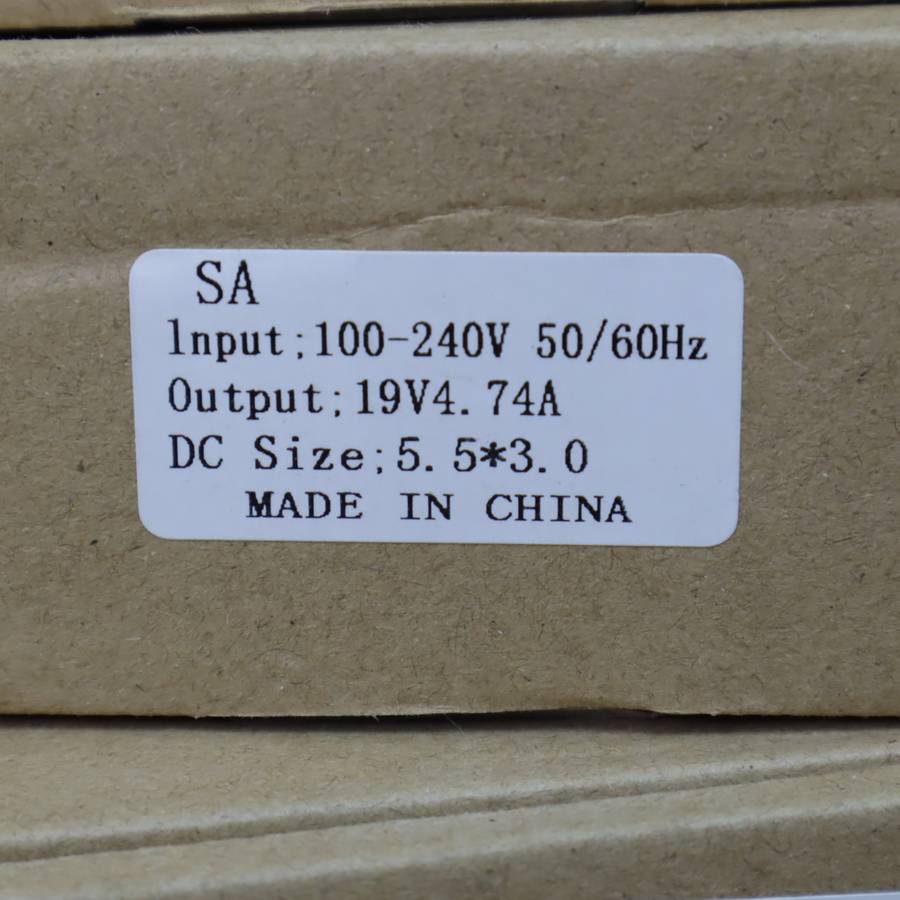 SA
lnput;100-240V 50/60Hz
Output;19V4.74A
DC Size;5.5*3.0
MADE IN CHINA